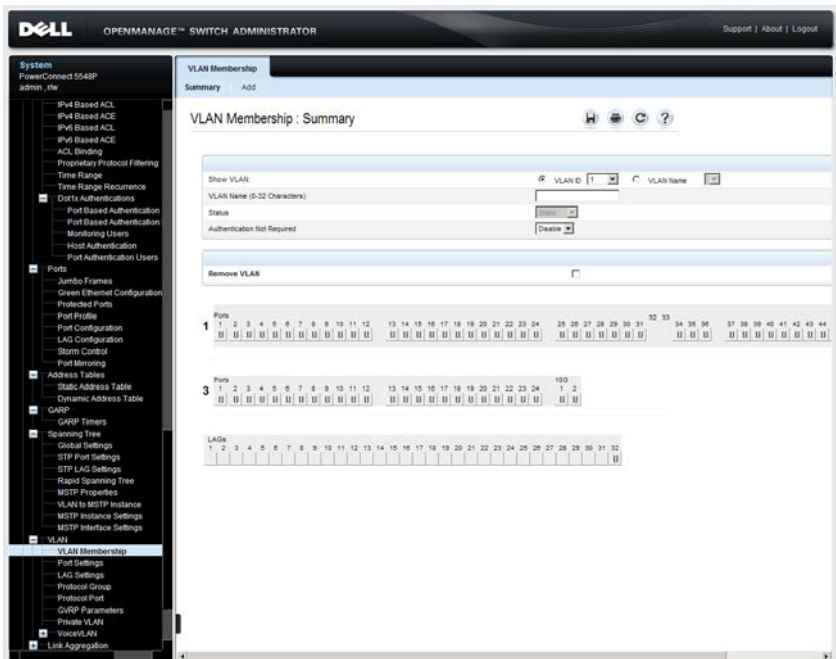 DELL
OPENMANAGE™ SWITCH ADMINISTRATOR
Support | About | Logout
System
PowerConnect 5548P
admin , r/w
IPv4 Based ACL
IPv4 Based ACE
IPv6 Based ACL
IPv6 Based ACE
ACL Binding
Proprietary Protocol Filtering
Time Range
Time Range Recurrence
Dot1x Authentications
Port Based Authentication
Port Based Authentication
Monitoring Users
Host Authentication
Port Authentication Users
Ports
Jumbo Frames
Green Ethernet Configuration
Protected Ports
Port Profile
Port Configuration
LAG Configuration
Storm Control
Port Mirroring
Address Tables
Static Address Table
Dynamic Address Table
GARP
GARP Timers
Spanning Tree
Global Settings
STP Port Settings
STP LAG Settings
Rapid Spanning Tree
MSTP Properties
VLAN to MSTP Instance
MSTP Instance Settings
MSTP Interface Settings
VLAN
VLAN Membership
Port Settings
LAG Settings
Protocol Group
Protocol Port
GVRP Parameters
Private VLAN
VoiceVLAN
Link Aggregation
VLAN Membership
Summary Add
VLAN Membership : Summary
Show VLAN: VLAN ID 1 VLAN Name
VLAN Name (0-32 Characters)
Status Static
Authentication Not Required Disable
Remove VLAN
Ports
1 1 2 3 4 5 6 7 8 9 10 11 12 13 14 15 16 17 18 19 20 21 22 23 24 25 26 27 28 29 30 31 32 33 34 35 36 37 38 39 40 41 42 43 44
U U U U U U U U U U U U U U U U U U U U U U U U U U U U U U U U U U U U U U U U U U
Ports
3 1 2 3 4 5 6 7 8 9 10 11 12 13 14 15 16 17 18 19 20 21 22 23 24 10G 1 2
U U U U U U U U U U U U U U U U U U U U U U U U U U
LAGs
1 2 3 4 5 6 7 8 9 10 11 12 13 14 15 16 17 18 19 20 21 22 23 24 25 26 27 28 29 30 31 32
U